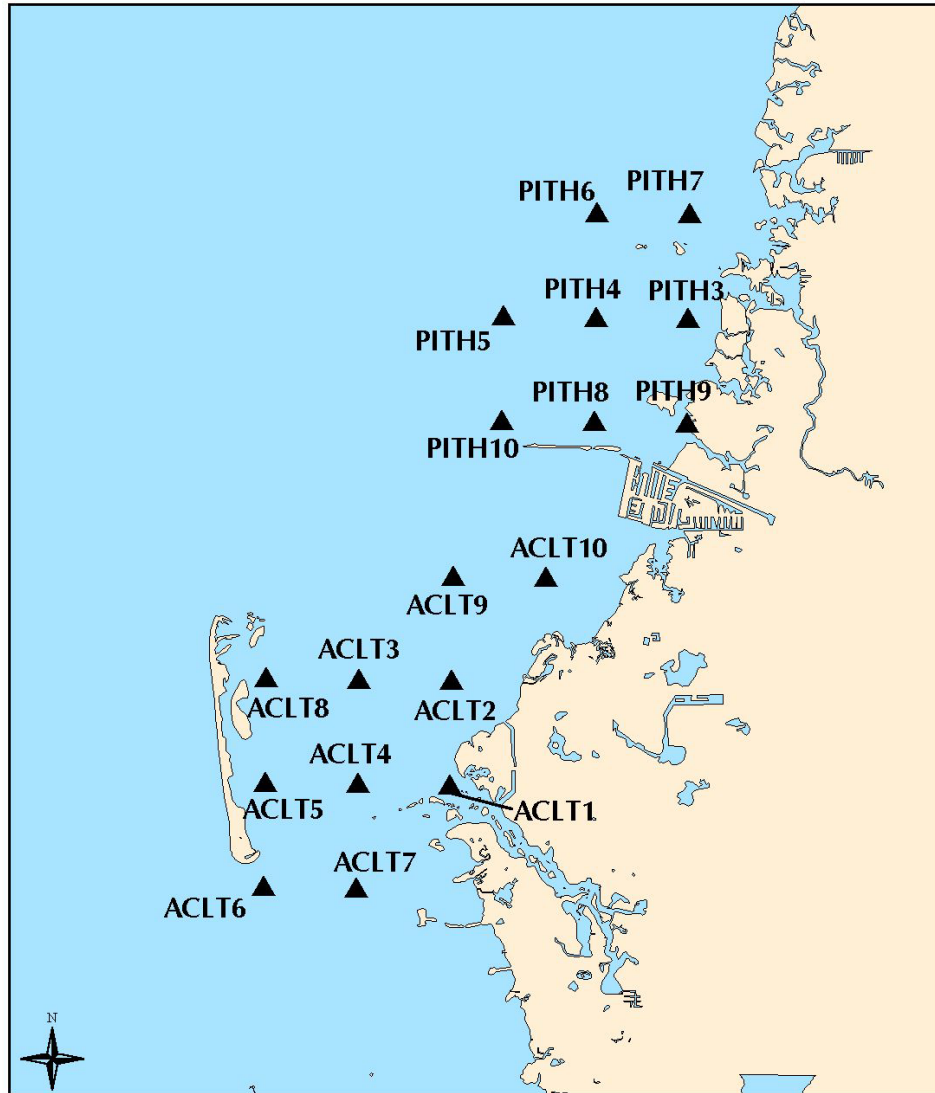 PITH6
PITH7
PITH4
PITH3
PITH5
PITH8
PITH9
PITH10
ACLT10
ACLT9
ACLT3
ACLT8
ACLT2
ACLT4
ACLT5
ACLT1
ACLT7
ACLT6
N